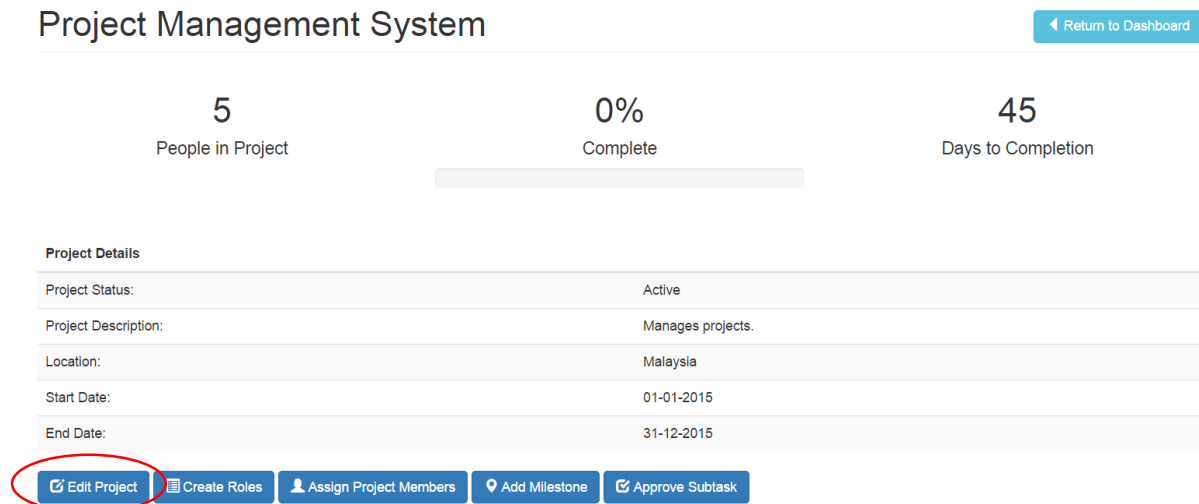 Project Management System
Return to Dashboard
5
People in Project
0%
Complete
45
Days to Completion
Project Details
Project Status: Active
Project Description: Manages projects.
Location: Malaysia
Start Date: 01-01-2015
End Date: 31-12-2015
Edit Project Create Roles Assign Project Members Add Milestone Approve Subtask